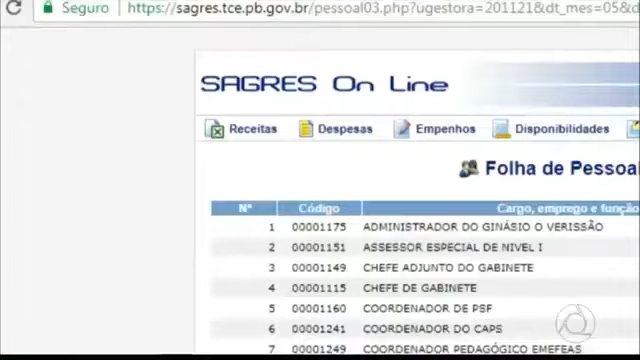 Seguro https://sagres.tce.pb.gov.br/pessoal03.php?ugestora=201121&dt_mes=05&d
SAGRES On Line
Receitas Despesas Empenhos Disponibilidades
Folha de Pessoa
Nº Código Cargo, emprego e função
1 00001175 ADMINISTRADOR DO GINÁSIO O VERISSÃO
2 00001151 ASSESSOR ESPECIAL DE NIVEL I
3 00001149 CHEFE ADJUNTO DO GABINETE
4 00001115 CHEFE DE GABINETE
5 00001160 COORDENADOR DE PSF
6 00001241 COORDENADOR DO CAPS
7 00001249 COORDENADOR PEDAGÓGICO EMEFEAS